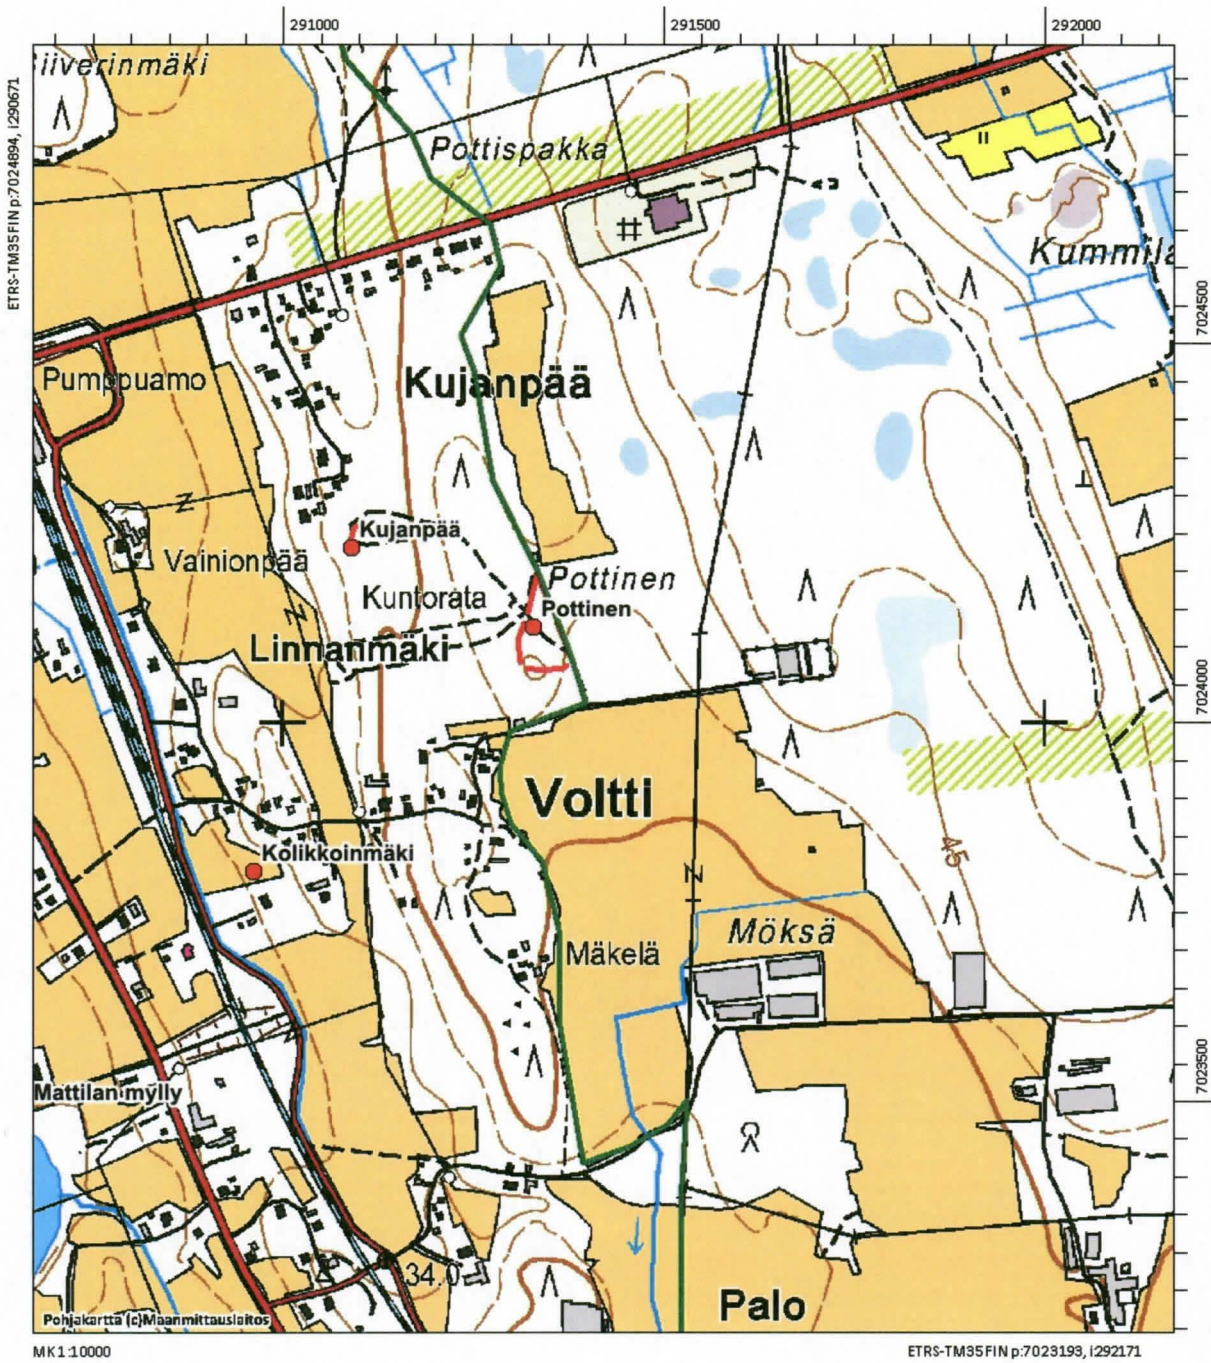 291000
291500
292000
ETRS-TM35FIN p:7024894, i:290671
iiverinmäki
Pottispakka
Kummila
7024500
Pumppuamo
Kujanpää
Kujanpää
Vainionpää
Pottinen
Kuntorata
Pottinen
Linnanmäki
7024000
Voltti
45
Kolikkoinmäki
Möksä
Mäkelä
7023500
Mattilan mylly
34.0
Palo
Pohjakartta (c)Maanmittauslaitos
MK 1:10000
ETRS-TM35FIN p:7023193, i:292171